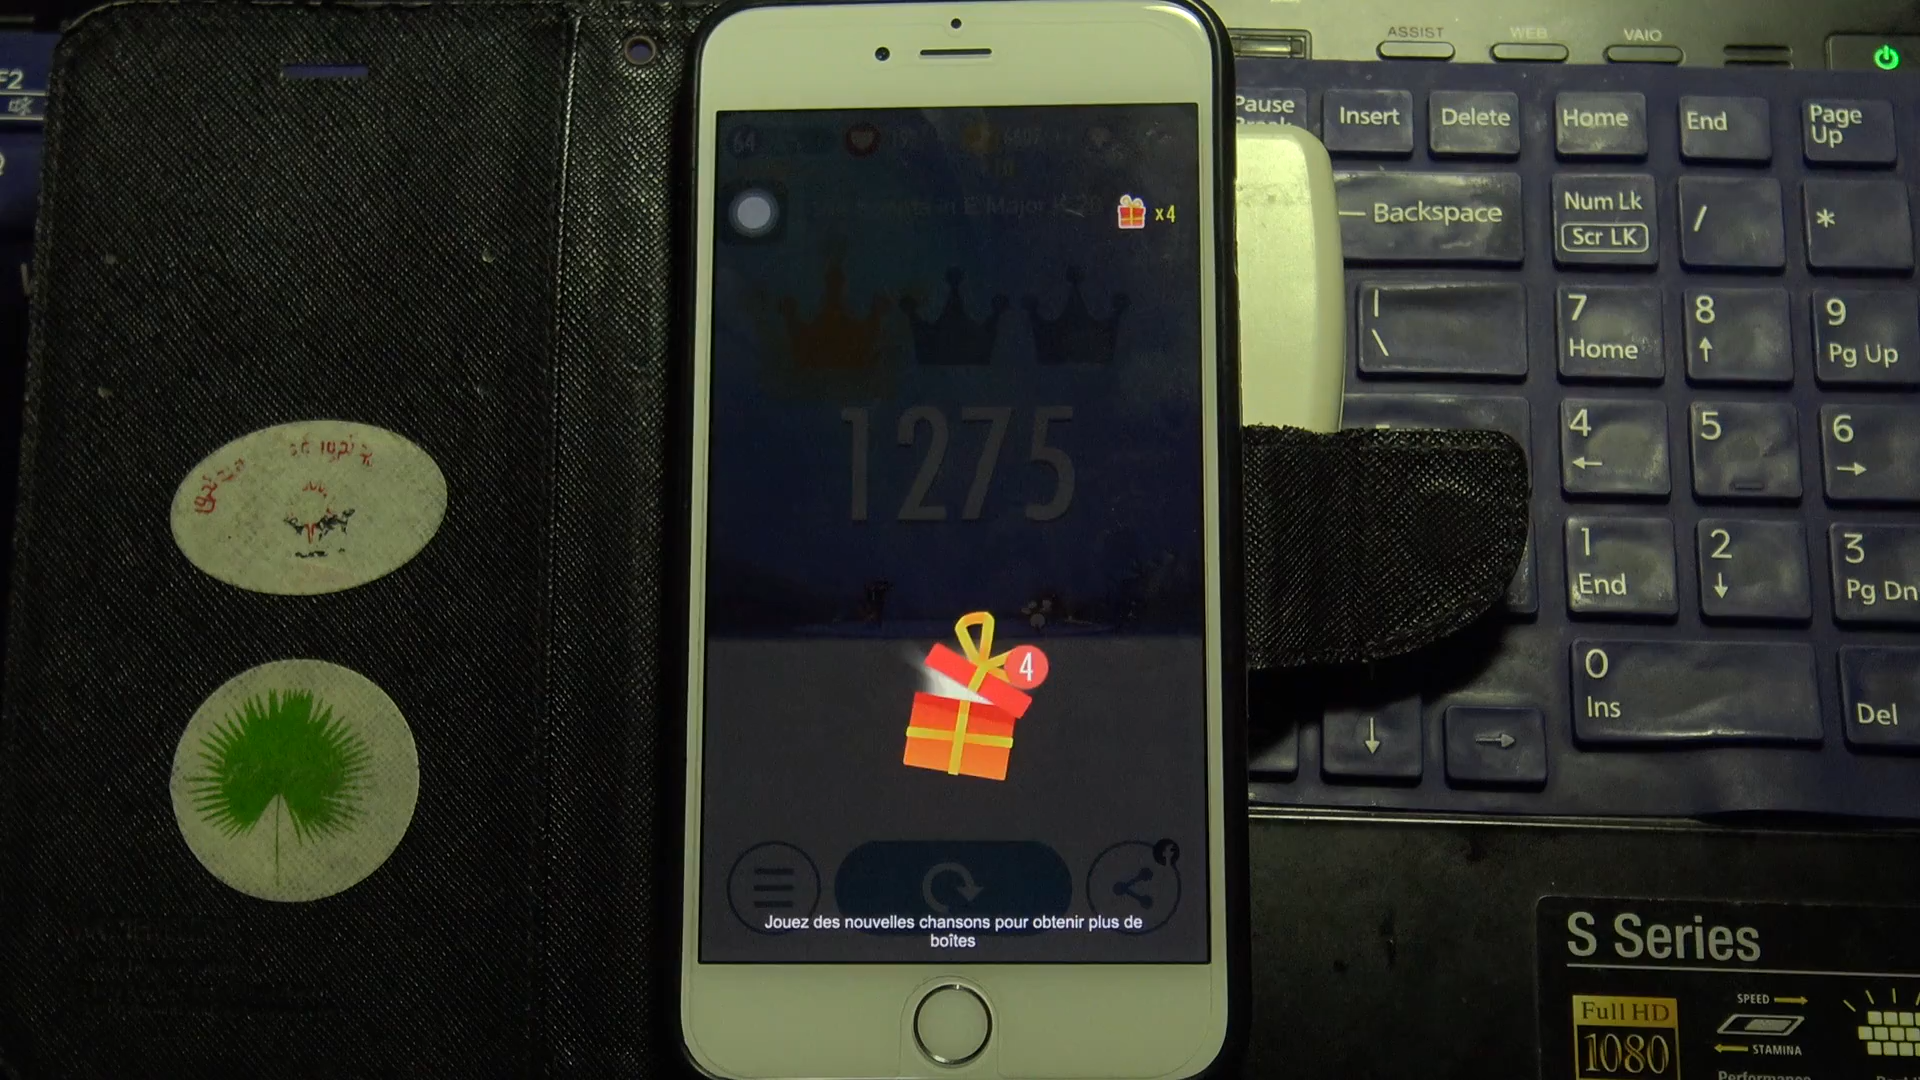 F2
ASSIST
WEB
VAIO
Pause
Insert
Delete
Home
End
Page
Up
Backspace
Num Lk
Scr LK
/
*
|
\
7
Home
8
↑
9
Pg Up
4
←
5
6
→
1
End
2
↓
3
Pg Dn
0
Ins
Del
↓
→
64
x4
1275
4
Jouez des nouvelles chansons pour obtenir plus de
boîtes
S Series
Full HD
1080
SPEED
STAMINA